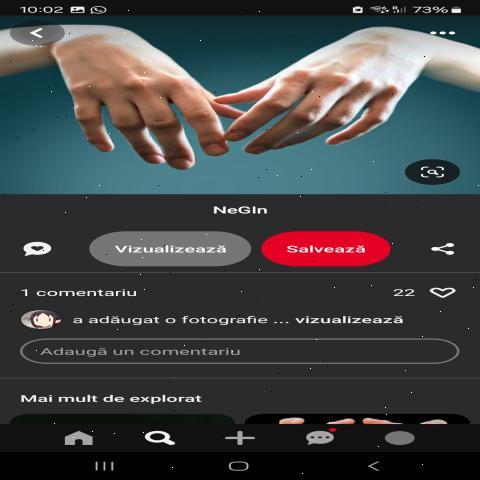 10:02 73%
NeGIn
Vizualizează Salvează
1 comentariu 22
a adăugat o fotografie ... vizualizează
Adaugă un comentariu
Mai mult de explorat